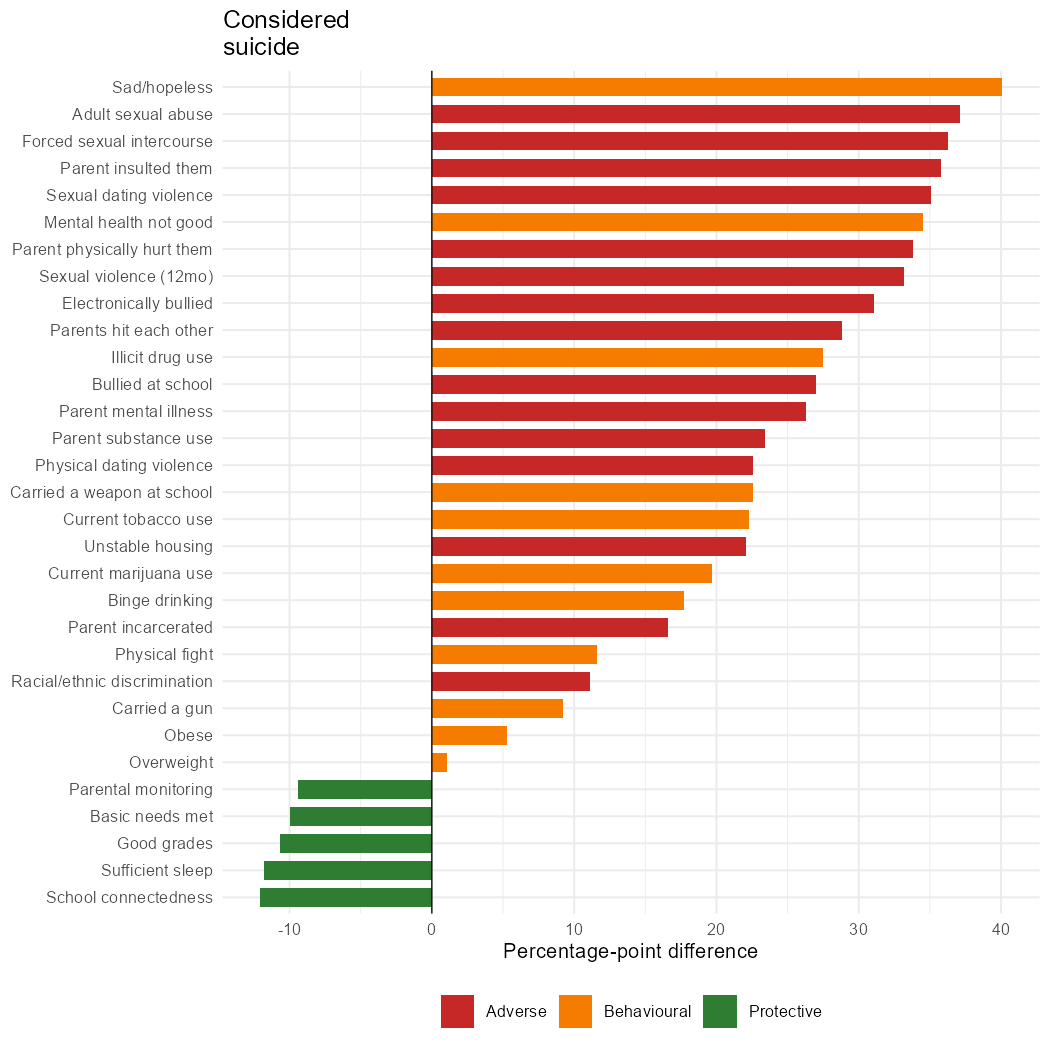 Considered
suicide
Sad/hopeless
Adult sexual abuse
Forced sexual intercourse
Parent insulted them
Sexual dating violence
Mental health not good
Parent physically hurt them
Sexual violence (12mo)
Electronically bullied
Parents hit each other
Illicit drug use
Bullied at school
Parent mental illness
Parent substance use
Physical dating violence
Carried a weapon at school
Current tobacco use
Unstable housing
Current marijuana use
Binge drinking
Parent incarcerated
Physical fight
Racial/ethnic discrimination
Carried a gun
Obese
Overweight
Parental monitoring
Basic needs met
Good grades
Sufficient sleep
School connectedness
-10 0 10 20 30 40
Percentage-point difference
Adverse Behavioural Protective